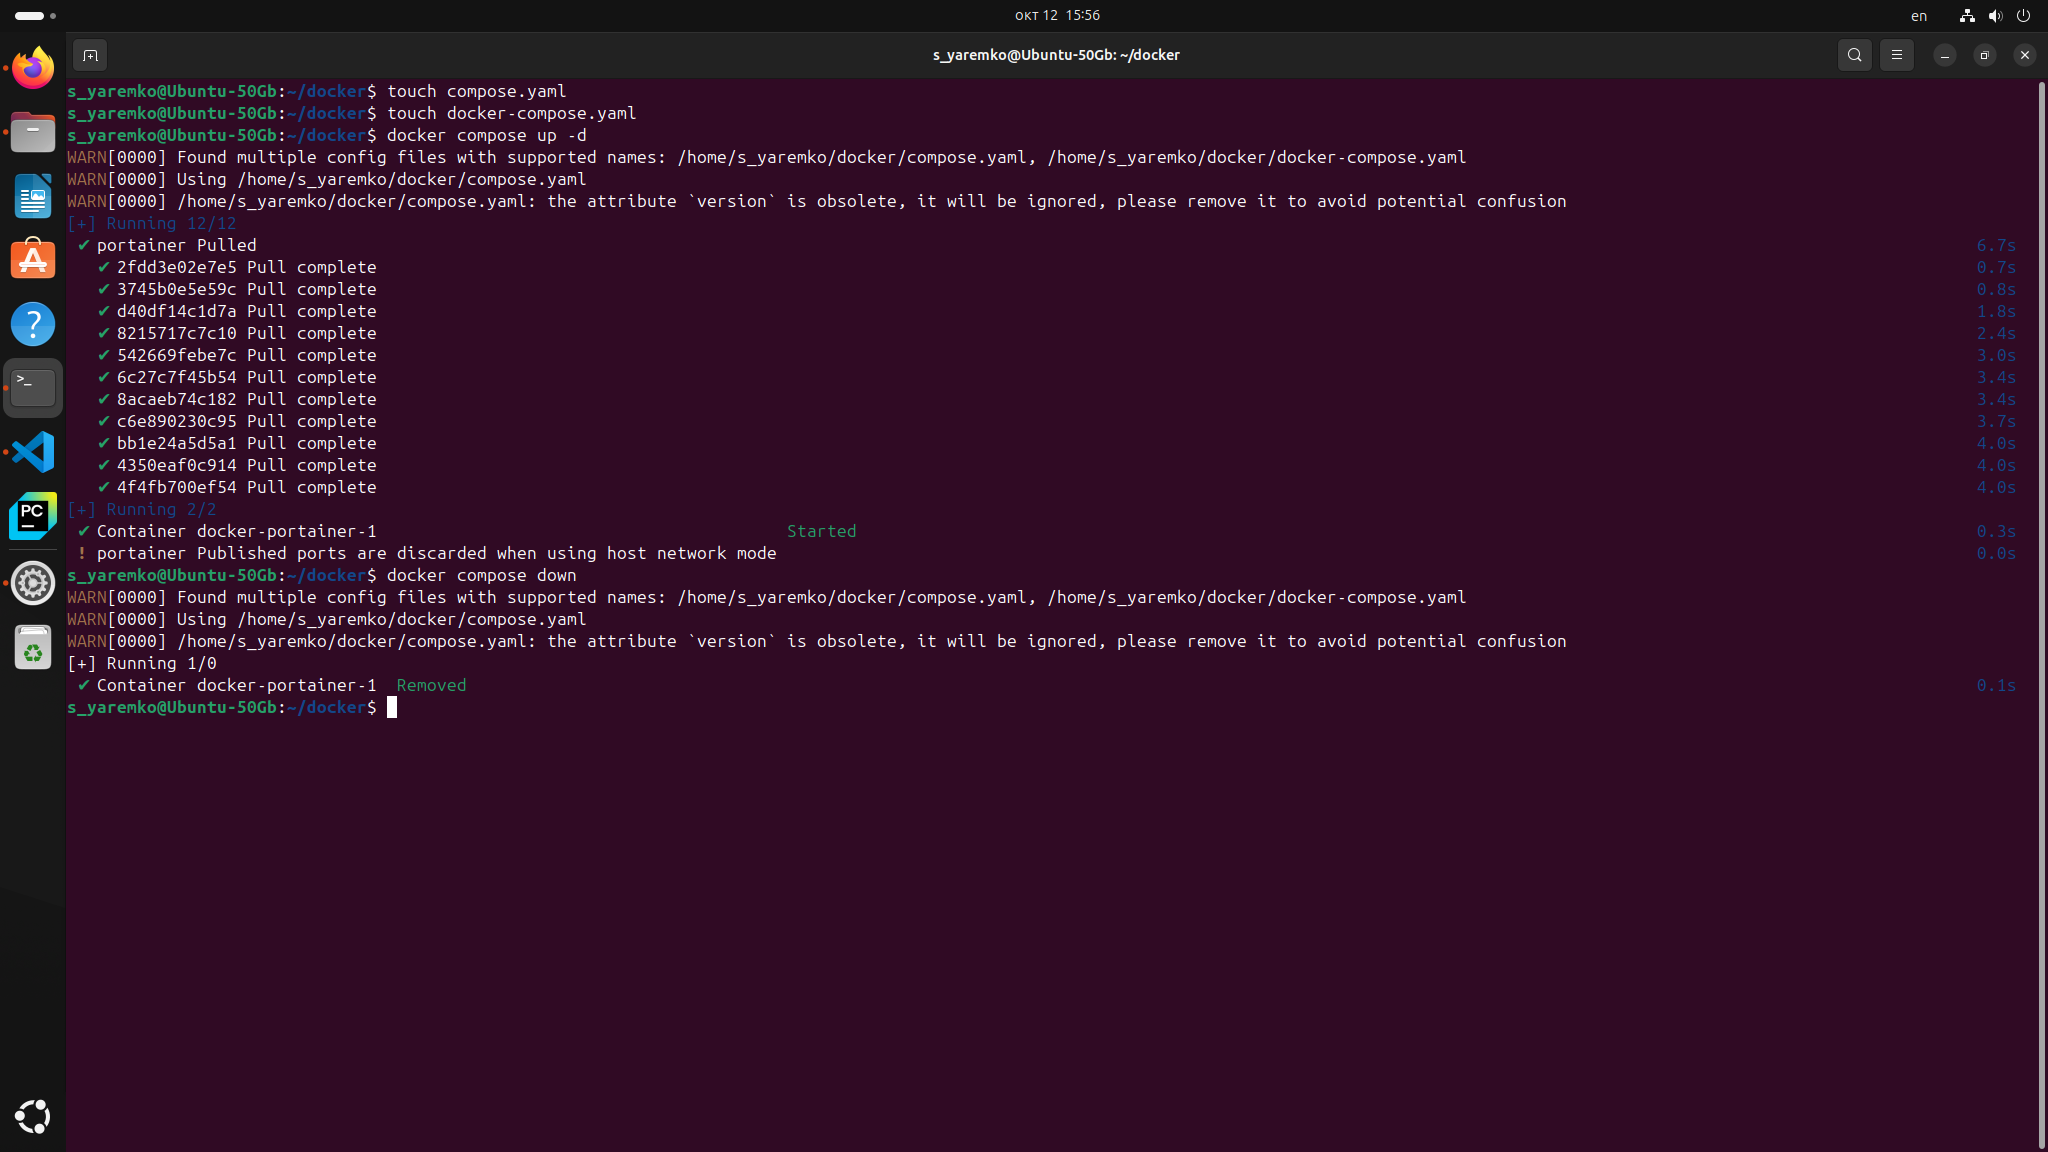 окт 12 15:56
en
s_yaremko@Ubuntu-50Gb: ~/docker
s_yaremko@Ubuntu-50Gb:~/docker$ touch compose.yaml
s_yaremko@Ubuntu-50Gb:~/docker$ touch docker-compose.yaml
s_yaremko@Ubuntu-50Gb:~/docker$ docker compose up -d
WARN[0000] Found multiple config files with supported names: /home/s_yaremko/docker/compose.yaml, /home/s_yaremko/docker/docker-compose.yaml
WARN[0000] Using /home/s_yaremko/docker/compose.yaml
WARN[0000] /home/s_yaremko/docker/compose.yaml: the attribute `version` is obsolete, it will be ignored, please remove it to avoid potential confusion
[+] Running 12/12
✔ portainer Pulled 6.7s
✔ 2fdd3e02e7e5 Pull complete 0.7s
✔ 3745b0e5e59c Pull complete 0.8s
✔ d40df14c1d7a Pull complete 1.8s
✔ 8215717c7c10 Pull complete 2.4s
✔ 542669febe7c Pull complete 3.0s
✔ 6c27c7f45b54 Pull complete 3.4s
✔ 8acaeb74c182 Pull complete 3.4s
✔ c6e890230c95 Pull complete 3.7s
✔ bb1e24a5d5a1 Pull complete 4.0s
✔ 4350eaf0c914 Pull complete 4.0s
✔ 4f4fb700ef54 Pull complete 4.0s
[+] Running 2/2
✔ Container docker-portainer-1 Started 0.3s
! portainer Published ports are discarded when using host network mode 0.0s
s_yaremko@Ubuntu-50Gb:~/docker$ docker compose down
WARN[0000] Found multiple config files with supported names: /home/s_yaremko/docker/compose.yaml, /home/s_yaremko/docker/docker-compose.yaml
WARN[0000] Using /home/s_yaremko/docker/compose.yaml
WARN[0000] /home/s_yaremko/docker/compose.yaml: the attribute `version` is obsolete, it will be ignored, please remove it to avoid potential confusion
[+] Running 1/0
✔ Container docker-portainer-1 Removed 0.1s
s_yaremko@Ubuntu-50Gb:~/docker$
?
>_
PC